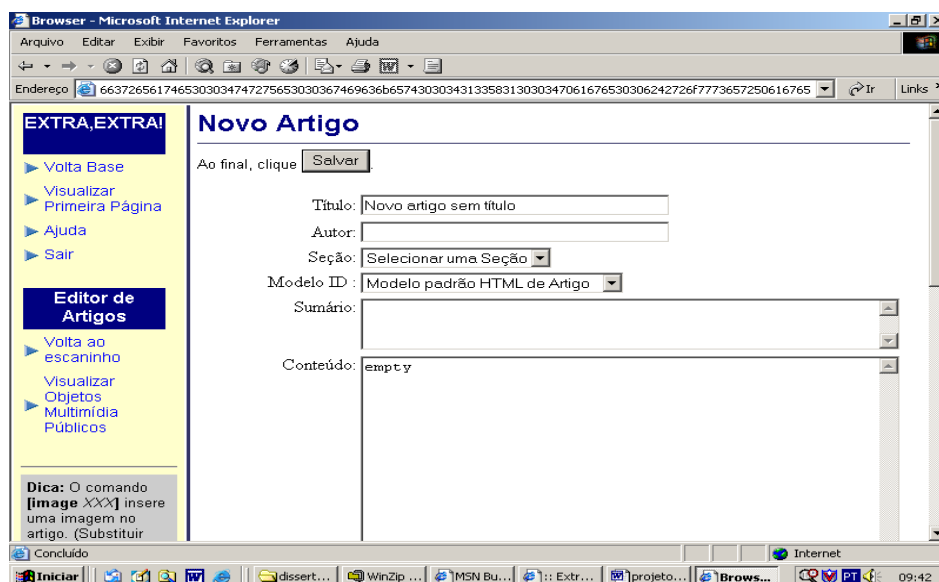 Browser - Microsoft Internet Explorer
Arquivo Editar Exibir Favoritos Ferramentas Ajuda
Endereço 6637265617465303034747275653030367469636b657430303431335831303034706167653030624272​6f77736572506167​65 Ir Links
EXTRA,EXTRA!
Volta Base
Visualizar
Primeira Página
Ajuda
Sair
Editor de
Artigos
Volta ao
escaninho
Visualizar
Objetos
Multimídia
Públicos
Dica: O comando
[image XXX] insere
uma imagem no
artigo. (Substituir
Novo Artigo
Ao final, clique Salvar.
Título: Novo artigo sem título
Autor:
Seção: Selecionar uma Seção
Modelo ID : Modelo padrão HTML de Artigo
Sumário:
Conteúdo: empty
Concluído Internet
Iniciar dissert... WinZip ... MSN Bu... :: Extr... projeto... Brows... PT 09:42